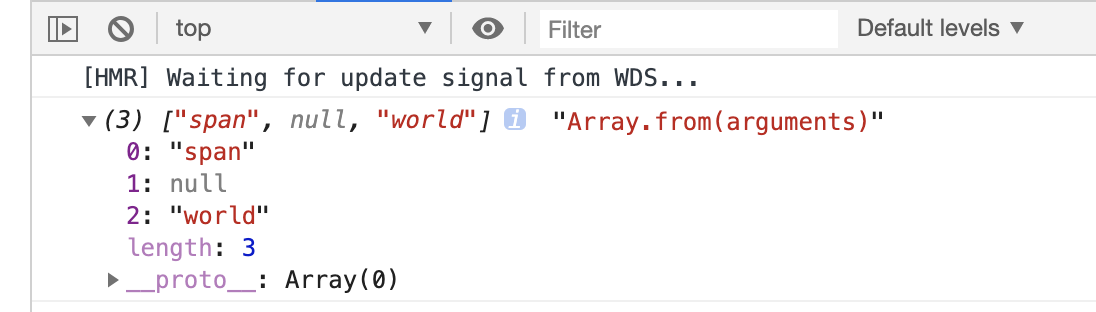 top Filter Default levels
[HMR] Waiting for update signal from WDS...
(3) ["span", null, "world"] i "Array.from(arguments)"
0: "span"
1: null
2: "world"
length: 3
__proto__: Array(0)